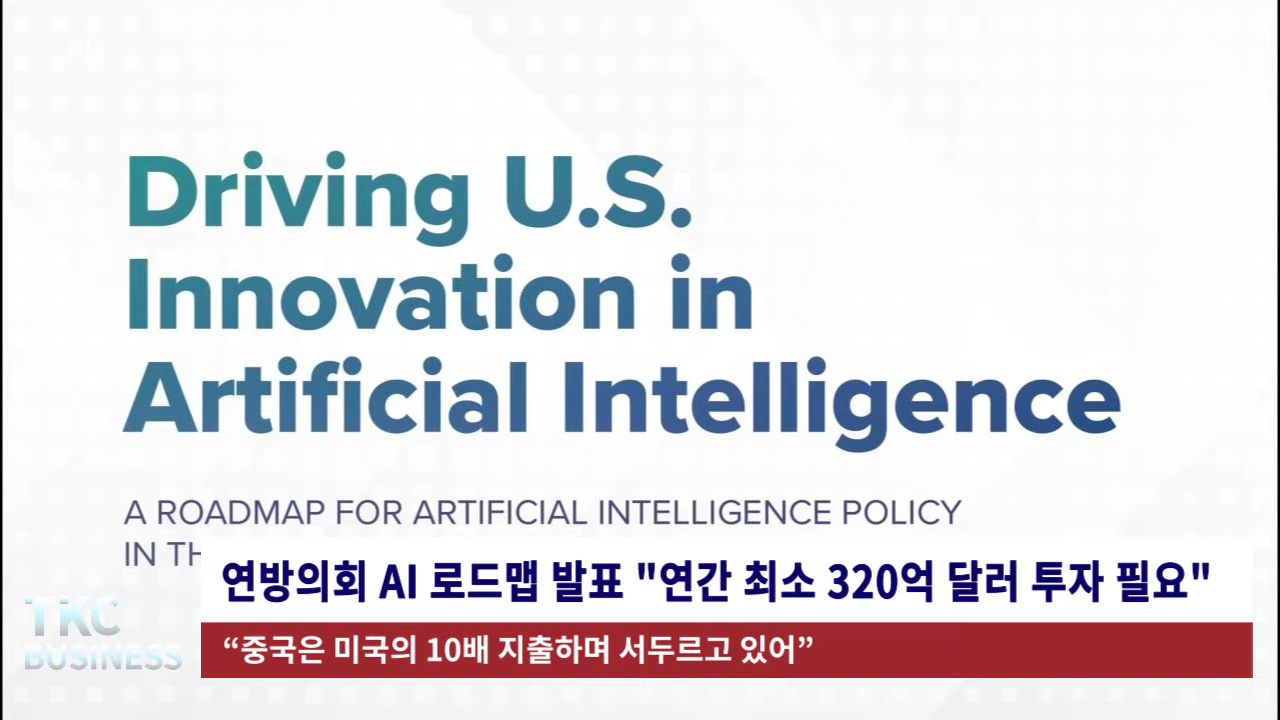 Driving U.S.
Innovation in
Artificial Intelligence
A ROADMAP FOR ARTIFICIAL INTELLIGENCE POLICY
IN TH
연방의회 AI 로드맵 발표 "연간 최소 320억 달러 투자 필요"
TKC
BUSINESS
“중국은 미국의 10배 지출하며 서두르고 있어”